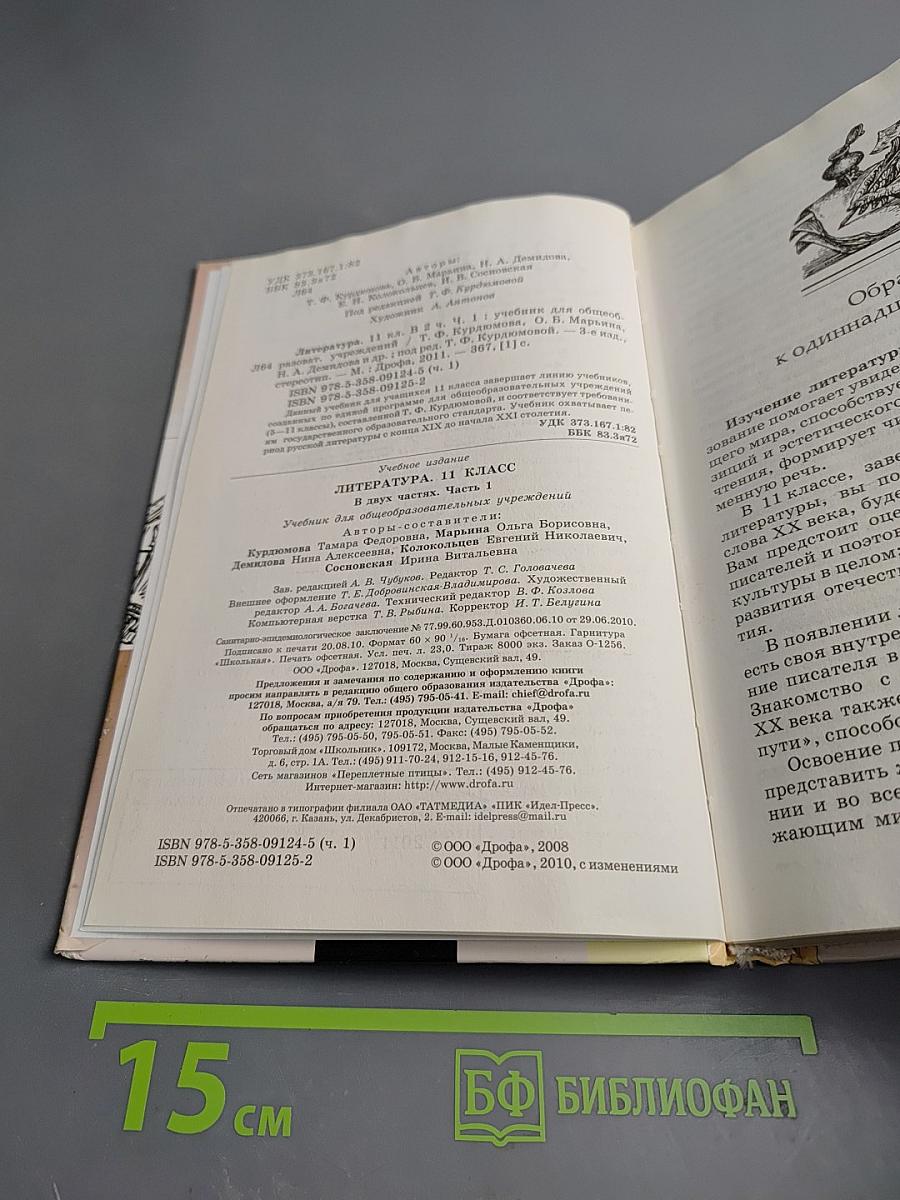 УДК 373.167.1:82
ББК 83.3я72
Л64
Авторы:
Т. Ф. Курдюмова, О. Б. Марьина, Н. А. Демидова,
Е. Н. Колокольцев, И. В. Сосновская
Под редакцией Т. Ф. Курдюмовой
Художник А. Антонов
Литература. 11 кл. В 2 ч. Ч. 1 : учебник для общеоб.
Л64 разоват. учреждений / Т. Ф. Курдюмова, О. Б. Марьина,
Н. А. Демидова и др. ; под ред. Т. Ф. Курдюмовой. — 3-е изд.,
стереотип. — М. : Дрофа, 2011. — 367, [1] с.
ISBN 978-5-358-09124-5 (ч. 1)
ISBN 978-5-358-09125-2
Данный учебник для учащихся 11 класса завершает линию учебников,
созданных по единой программе для общеобразовательных учреждений
(5—11 классы), составленной Т. Ф. Курдюмовой, и соответствует требовани-
ям государственного образовательного стандарта. Учебник охватывает пе-
риод русской литературы с конца XIX до начала XXI столетия.
УДК 373.167.1:82
ББК 83.3я72
Учебное издание
ЛИТЕРАТУРА. 11 КЛАСС
В двух частях. Часть 1
Учебник для общеобразовательных учреждений
Авторы-составители:
Курдюмова Тамара Федоровна, Марьина Ольга Борисовна,
Демидова Нина Алексеевна, Колокольцев Евгений Николаевич,
Сосновская Ирина Витальевна
Зав. редакцией А. В. Чубуков. Редактор Т. С. Головачева
Внешнее оформление Т. Е. Добровинская-Владимирова. Художественный
редактор А. А. Богачева. Технический редактор В. Ф. Козлова
Компьютерная верстка Т. В. Рыбина. Корректор И. Т. Белугина
Санитарно-эпидемиологическое заключение № 77.99.60.953.Д.010360.06.10 от 29.06.2010.
Подписано к печати 20.08.10. Формат 60 × 90 1/16. Бумага офсетная. Гарнитура
«Школьная». Печать офсетная. Усл. печ. л. 23,0. Тираж 8000 экз. Заказ О-1256.
ООО «Дрофа». 127018, Москва, Сущевский вал, 49.
Предложения и замечания по содержанию и оформлению книги
просим направлять в редакцию общего образования издательства «Дрофа»:
127018, Москва, а/я 79. Тел.: (495) 795-05-41. E-mail: chief@drofa.ru
По вопросам приобретения продукции издательства «Дрофа»
обращаться по адресу: 127018, Москва, Сущевский вал, 49.
Тел.: (495) 795-05-50, 795-05-51. Факс: (495) 795-05-52.
Торговый дом «Школьник». 109172, Москва, Малые Каменщики,
д. 6, стр. 1А. Тел.: (495) 911-70-24, 912-15-16, 912-45-76.
Сеть магазинов «Переплетные птицы». Тел.: (495) 912-45-76.
Интернет-магазин: http://www.drofa.ru
Отпечатано в типографии филиала ОАО «ТАТМЕДИА» «ПИК «Идел-Пресс».
420066, г. Казань, ул. Декабристов, 2. E-mail: idelpress@mail.ru
ISBN 978-5-358-09124-5 (ч. 1)
ISBN 978-5-358-09125-2
© ООО «Дрофа», 2008
© ООО «Дрофа», 2010, с изменениями
Обра
к одиннадц
Изучение литератур
зование помогает увиде
щего мира, способствуе
зиций и эстетического
чтения, формирует чи
менную речь.
В 11 классе, заве
литературы, вы по
слова XX века, буде
Вам предстоит оце
писателей и поэтов
культуры в целом;
развития отечест
тия.
В появлении л
есть своя внутре
ние писателя в
Знакомство с
XX века также
пути», способс
Освоение п
представить ж
нии и во все
жающим ми
15 см
БФ БИБЛИОФАН